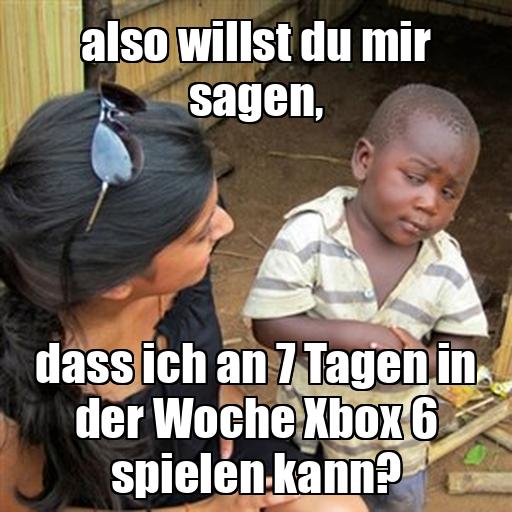 also willst du mir
sagen,
dass ich an 7 Tagen in
der Woche Xbox 6
spielen kann?